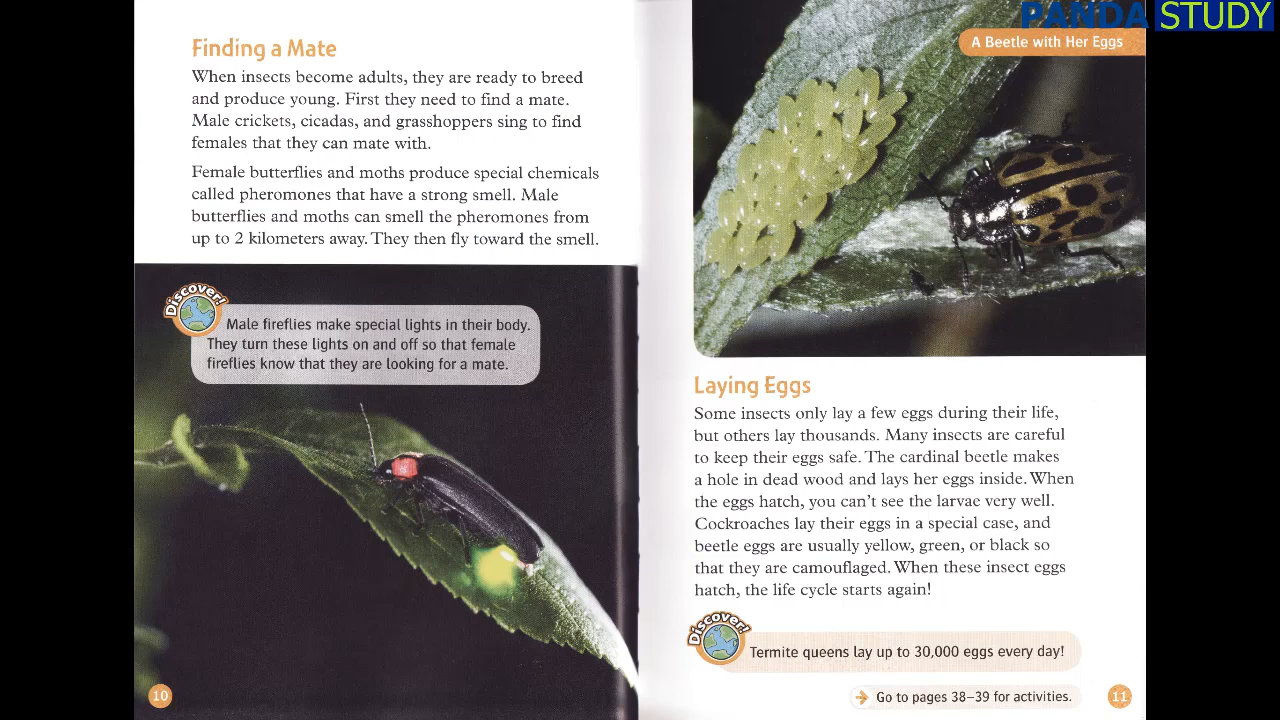 Finding a Mate
When insects become adults, they are ready to breed
and produce young. First they need to find a mate.
Male crickets, cicadas, and grasshoppers sing to find
females that they can mate with.
Female butterflies and moths produce special chemicals
called pheromones that have a strong smell. Male
butterflies and moths can smell the pheromones from
up to 2 kilometers away. They then fly toward the smell.
Discover!
Male fireflies make special lights in their body.
They turn these lights on and off so that female
fireflies know that they are looking for a mate.
10
PANDA STUDY
A Beetle with Her Eggs
Laying Eggs
Some insects only lay a few eggs during their life,
but others lay thousands. Many insects are careful
to keep their eggs safe. The cardinal beetle makes
a hole in dead wood and lays her eggs inside. When
the eggs hatch, you can't see the larvae very well.
Cockroaches lay their eggs in a special case, and
beetle eggs are usually yellow, green, or black so
that they are camouflaged. When these insect eggs
hatch, the life cycle starts again!
Discover!
Termite queens lay up to 30,000 eggs every day!
Go to pages 38–39 for activities.
11